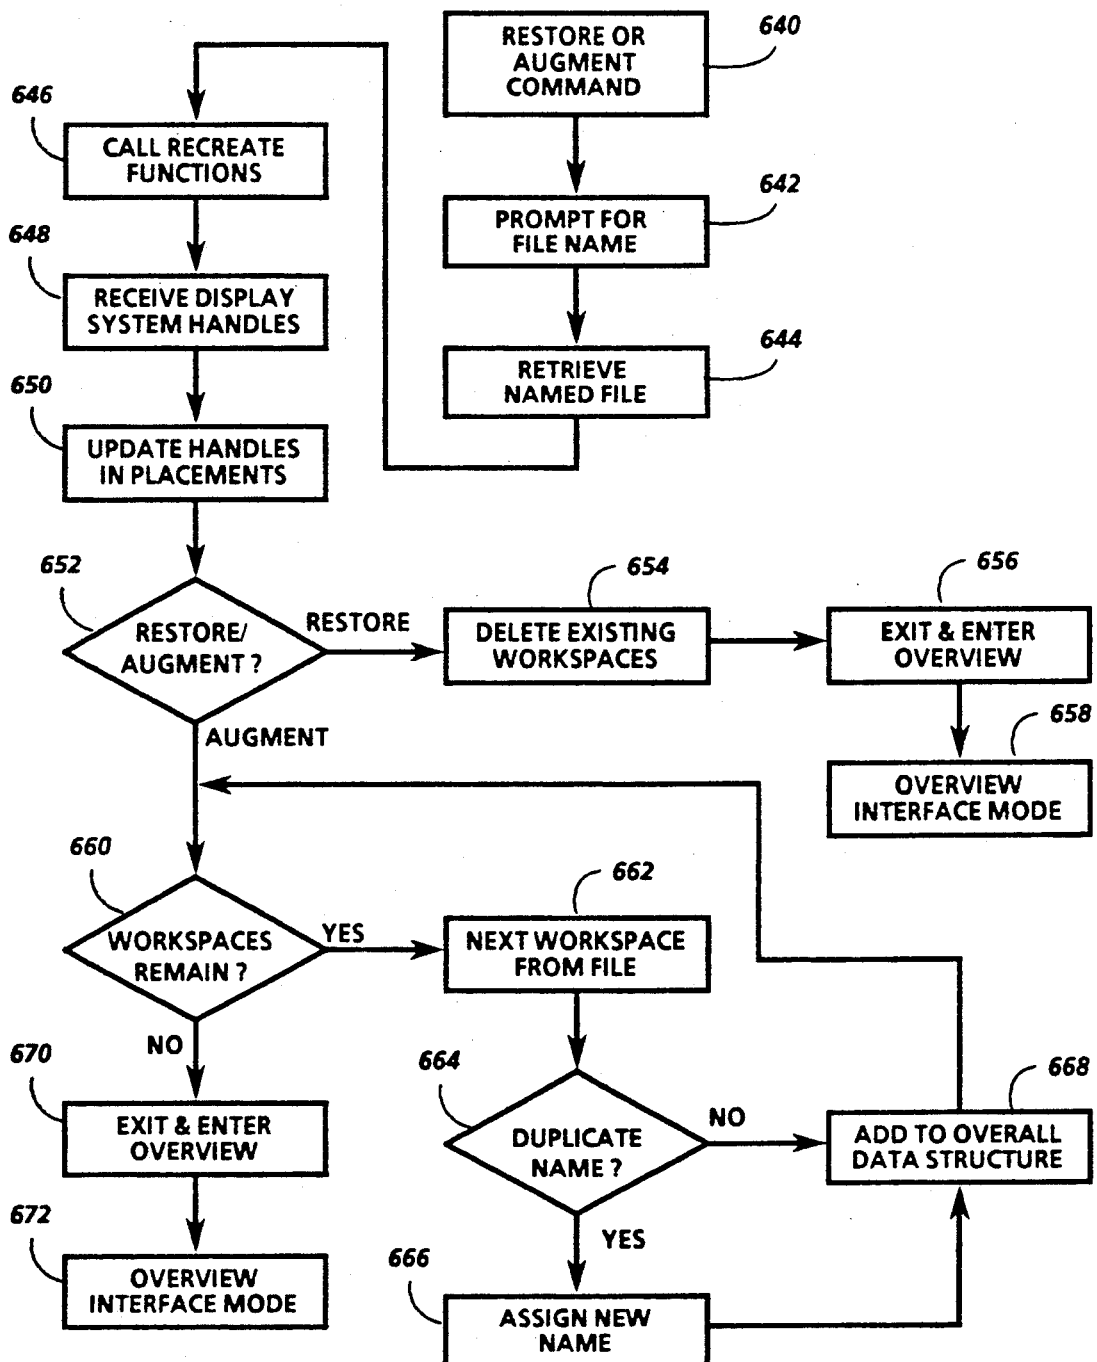 640
RESTORE OR
AUGMENT
COMMAND
646
CALL RECREATE
FUNCTIONS
642
PROMPT FOR
FILE NAME
648
RECEIVE DISPLAY
SYSTEM HANDLES
644
RETRIEVE
NAMED FILE
650
UPDATE HANDLES
IN PLACEMENTS
652
RESTORE/
AUGMENT ?
RESTORE
AUGMENT
654
DELETE EXISTING
WORKSPACES
656
EXIT & ENTER
OVERVIEW
658
OVERVIEW
INTERFACE MODE
660
WORKSPACES
REMAIN ?
YES
NO
662
NEXT WORKSPACE
FROM FILE
664
DUPLICATE
NAME ?
NO
YES
668
ADD TO OVERALL
DATA STRUCTURE
670
EXIT & ENTER
OVERVIEW
672
OVERVIEW
INTERFACE MODE
666
ASSIGN NEW
NAME